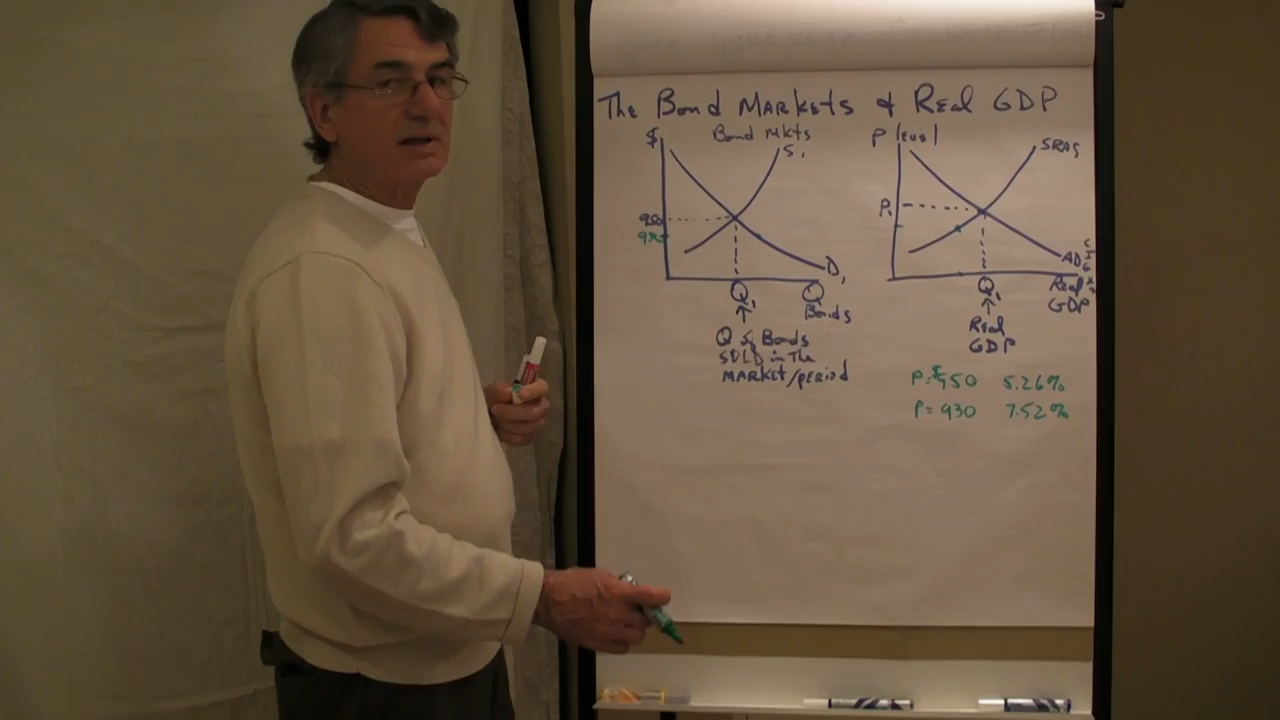 The Bond Markets & Real GDP
$ Bond Mkts S1
950
930
D1
Q1
Q
Bonds
Q of Bonds
SOLD in The
MARKET/period
P level SRAS
P1
AD
Q1
Real
GDP
Real
GDP
P=$950 5.26%
P=930 7.52%